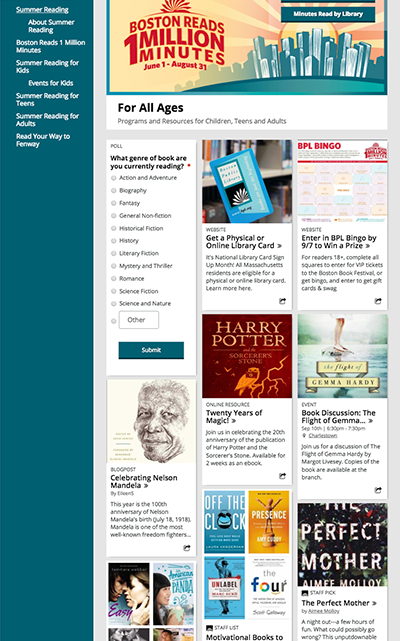 Summer Reading
About Summer
Reading
Boston Reads 1 Million
Minutes
Summer Reading for
Kids
Events for Kids
Summer Reading for
Teens
Summer Reading for
Adults
Read Your Way to
Fenway
BOSTON READS
1 MILLION
MINUTES
June 1 - August 31
Minutes Read by Library
For All Ages
Programs and Resources for Children, Teens and Adults
POLL
What genre of book are
you currently reading? *
Action and Adventure
Biography
Fantasy
General Non-fiction
Historical Fiction
History
Literary Fiction
Mystery and Thriller
Romance
Science Fiction
Science and Nature
Other
Submit
BLOGPOST
Celebrating Nelson
Mandela »
By EileenS
This year is the 100th
anniversary of Nelson
Mandela's birth (July 18, 1918).
Mandela is one of the most
well-known freedom fighters...
Easy
Boston
Public
Library
WEBSITE
Get a Physical or
Online Library Card »
It's National Library Card Sign
Up Month! All Massachusetts
residents are eligible for a
physical or online library card.
Learn more here.
HARRY
POTTER
AND THE
SORCERER'S STONE
ONLINE RESOURCE
Twenty Years of
Magic! »
Join us in celebrating the 20th
anniversary of the publication
of Harry Potter and the
Sorcerer's Stone. Available for
2 weeks as an ebook.
OFF THE
CLOCK
LAURA VANDERKAM
PRESENCE
AMY CUDDY
UNLABEL
MARC ECKO
the
four
Scott Galloway
STAFF LIST
Motivational Books to
BPL BINGO
1 MILLION
MINUTES
WEBSITE
Enter in BPL Bingo by
9/7 to Win a Prize »
For readers 18+, complete all
squares to enter for VIP tickets
to the Boston Book Festival, or
get bingo, and enter to get gift
cards & swag
the flight of
GEMMA HARDY
EVENT
Book Discussion: The
Flight of Gemma... »
Sep 10th | 6:30pm - 7:30pm
Charlestown
Join us for a discussion of The
Flight of Gemma Hardy by
Margot Livesey. Copies of the
book are available at the
branch.
THE
PERFECT
MOTHER
AIMEE MOLLOY
STAFF PICK
The Perfect Mother »
by Aimee Molloy
A night out—a few hours of
fun. What could possibly go
wrong? This unputdownable